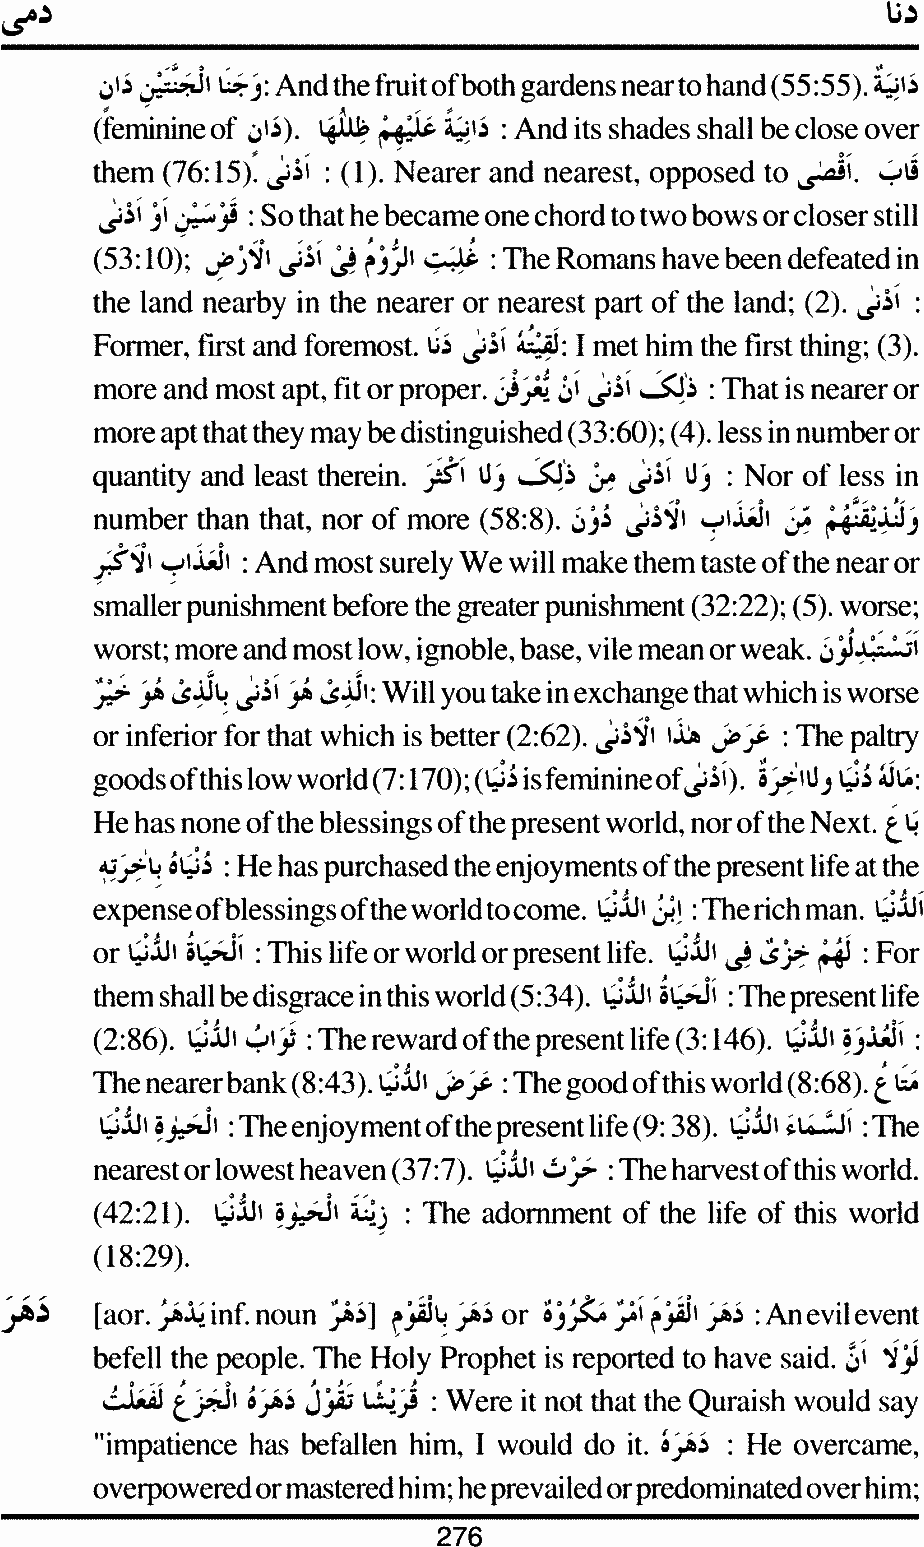 دمى دنا
وَجَنَا الْجَنَّتَيْنِ دَانٍ: And the fruit of both gardens near to hand (55:55). دَانِيَةٌ
(feminine of دَانٍ). دَانِيَةً عَلَيْهِمْ ظِلٰلُهَا : And its shades shall be close over
them (76:15). اَدْنٰى : (1). Nearer and nearest, opposed to اَقْصٰى. قَابَ
قَوْسَيْنِ اَوْ اَدْنٰى : So that he became one chord to two bows or closer still
(53:10); غُلِبَتِ الرُّوْمُ فِىْ اَدْنَى الْاَرْضِ : The Romans have been defeated in
the land nearby in the nearer or nearest part of the land; (2). اَدْنٰى :
Former, first and foremost. لَقِيْتُهٗ اَدْنٰى دَنَا: I met him the first thing; (3).
more and most apt, fit or proper. ذٰلِكَ اَدْنٰى اَنْ يُّعْرَفْنَ : That is nearer or
more apt that they may be distinguished (33:60); (4). less in number or
quantity and least therein. وَلَا اَدْنٰى مِنْ ذٰلِكَ وَلَا اَكْثَرَ : Nor of less in
number than that, nor of more (58:8). وَلَنُذِيْقَنَّهُمْ مِّنَ الْعَذَابِ الْاَدْنٰى دُوْنَ
الْعَذَابِ الْاَكْبَرِ : And most surely We will make them taste of the near or
smaller punishment before the greater punishment (32:22); (5). worse;
worst; more and most low, ignoble, base, vile mean or weak. اَتَسْتَبْدِلُوْنَ
الَّذِىْ هُوَ اَدْنٰى بِالَّذِىْ هُوَ خَيْرٌ: Will you take in exchange that which is worse
or inferior for that which is better (2:62). عَرَضَ هٰذَا الْاَدْنٰى : The paltry
goods of this low world (7:170); (دُنْيَا is feminine of اَدْنٰى). مَالَهٗ دُنْيَا ولااٰخِرَةٌ:
He has none of the blessings of the present world, nor of the Next. بَاعَ
دُنْيَاهُ بِاٰخِرَتِهٖ : He has purchased the enjoyments of the present life at the
expense of blessings of the world to come. اِبْنُ الدُّنْيَا : The rich man. اَلدُّنْيَا
or اَلْحَيَاةُ الدُّنْيَا : This life or world or present life. لَهُمْ خِزْىٌ فِى الدُّنْيَا : For
them shall be disgrace in this world (5:34). اَلْحَيَاةُ الدُّنْيَا : The present life
(2:86). ثَوَابُ الدُّنْيَا : The reward of the present life (3:146). اَلْعُدْوَةِ الدُّنْيَا :
The nearer bank (8:43). عَرَضَ الدُّنْيَا : The good of this world (8:68). مَتَاعُ
الْحَيٰوةِ الدُّنْيَا : The enjoyment of the present life (9: 38). اَلسَّمَاءَ الدُّنْيَا : The
nearest or lowest heaven (37:7). حَرْثَ الدُّنْيَا : The harvest of this world.
(42:21). زِيْنَةَ الْحَيٰوةِ الدُّنْيَا : The adornment of the life of this world
(18:29).
دَهَرَ [aor. يَدْهَرُ inf. noun دَهْرٌ] دَهَرَ بِالْقَوْمِ or دَهَرَ الْقَوْمَ اَمْرٌ مَكْرُوْهٌ : An evil event
befell the people. The Holy Prophet is reported to have said. لَوْلَا اَنَّ
قُرَيْشًا تَقُوْلُ دَهَرَهُ الْجَزَعُ لَفَعَلْتُ : Were it not that the Quraish would say
"impatience has befallen him, I would do it. دَهَرَهُ : He overcame,
overpowered or mastered him; he prevailed or predominated over him;
276